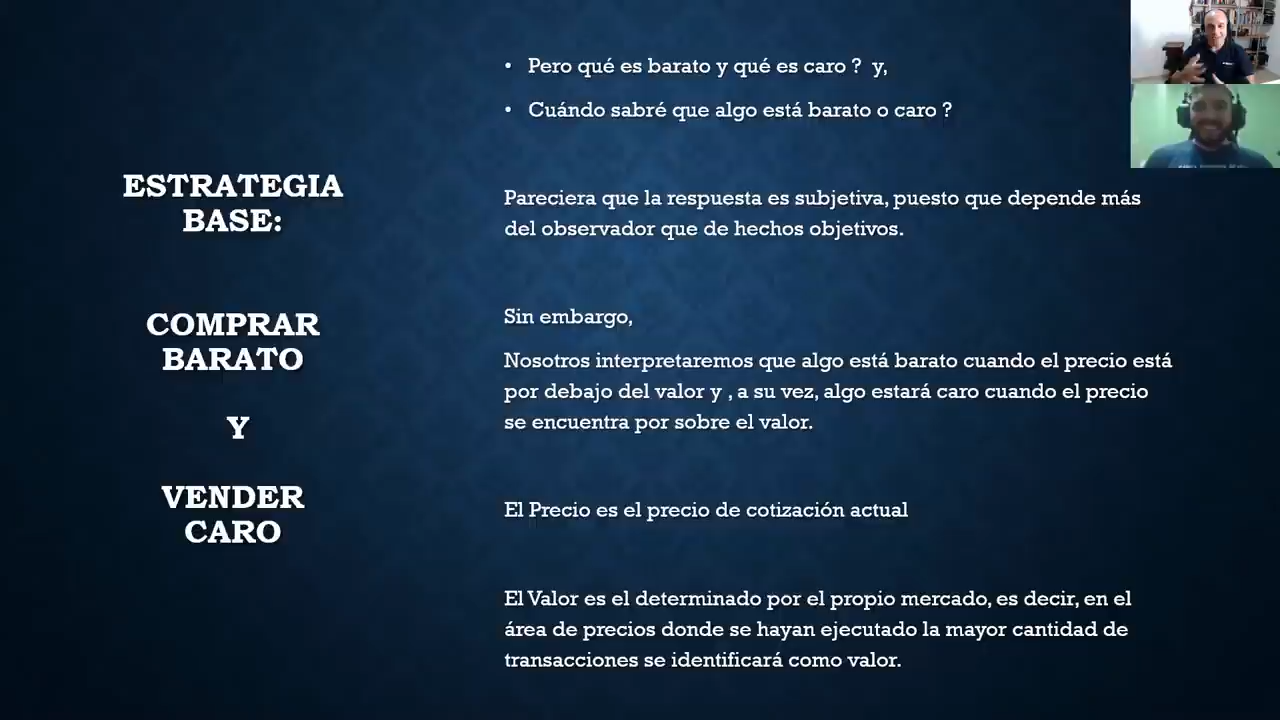 ESTRATEGIA
BASE:
COMPRAR
BARATO
Y
VENDER
CARO
• Pero qué es barato y qué es caro ? y,
• Cuándo sabré que algo está barato o caro ?
Pareciera que la respuesta es subjetiva, puesto que depende más
del observador que de hechos objetivos.
Sin embargo,
Nosotros interpretaremos que algo está barato cuando el precio está
por debajo del valor y , a su vez, algo estará caro cuando el precio
se encuentra por sobre el valor.
El Precio es el precio de cotización actual
El Valor es el determinado por el propio mercado, es decir, en el
área de precios donde se hayan ejecutado la mayor cantidad de
transacciones se identificará como valor.